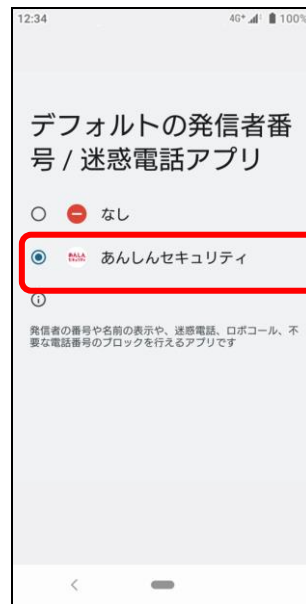 12:34 4G+ 100%
デフォルトの発信者番
号 / 迷惑電話アプリ
なし
あんしんセキュリティ
発信者の番号や名前の表示や、迷惑電話、ロボコール、不
要な電話番号のブロックを行えるアプリです